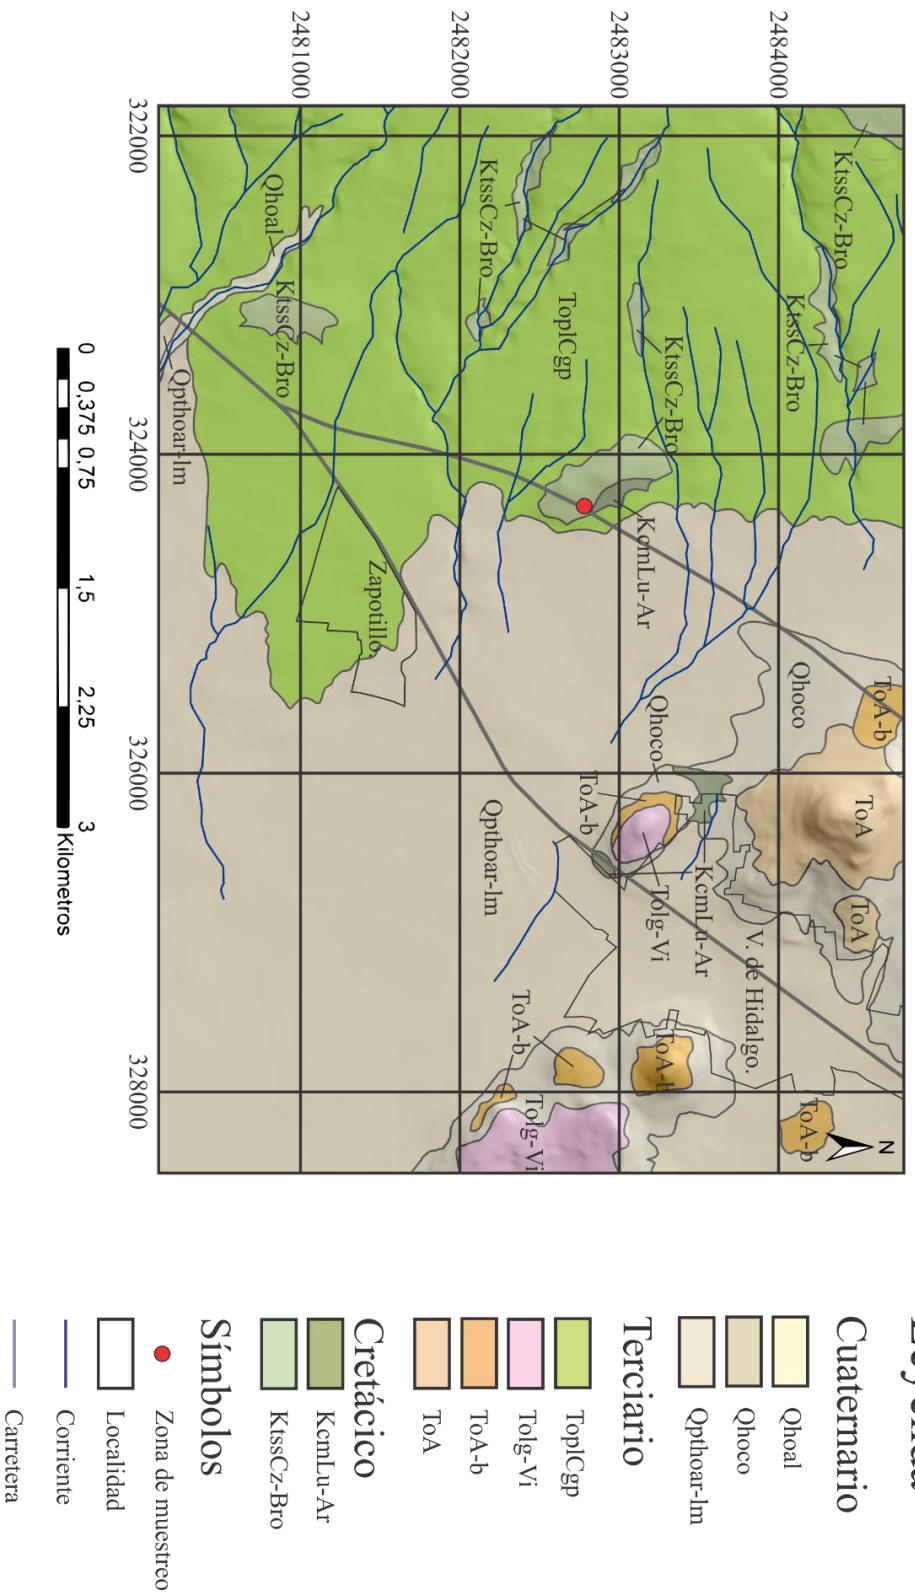 2484000
2483000
2482000
2481000
322000
324000
326000
328000
KtssCz-Bro
KtssCz-Bro
KtssCz-Bro
KtssCz-Bro
KtssCz-Bro
ToplCgp
Qhoal
Qpthoar-lm
KcmLu-Ar
Zapotillo.
Qhoco
ToA-b
ToA
ToA
Qhoco
ToA-b
Tolg-Vi
KcmLu-Ar
V. de Hidalgo.
Qpthoar-lm
ToA-b
ToA-b
ToA-b
Tolg-Vi
N
0
0,375
0,75
1,5
2,25
3
Kilometros
Cuaternario
Qhoal
Qhoco
Qpthoar-lm
Terciario
ToplCgp
Tolg-Vi
ToA-b
ToA
Cretácico
KcmLu-Ar
KtssCz-Bro
Símbolos
Zona de muestreo
Localidad
Corriente
Carretera